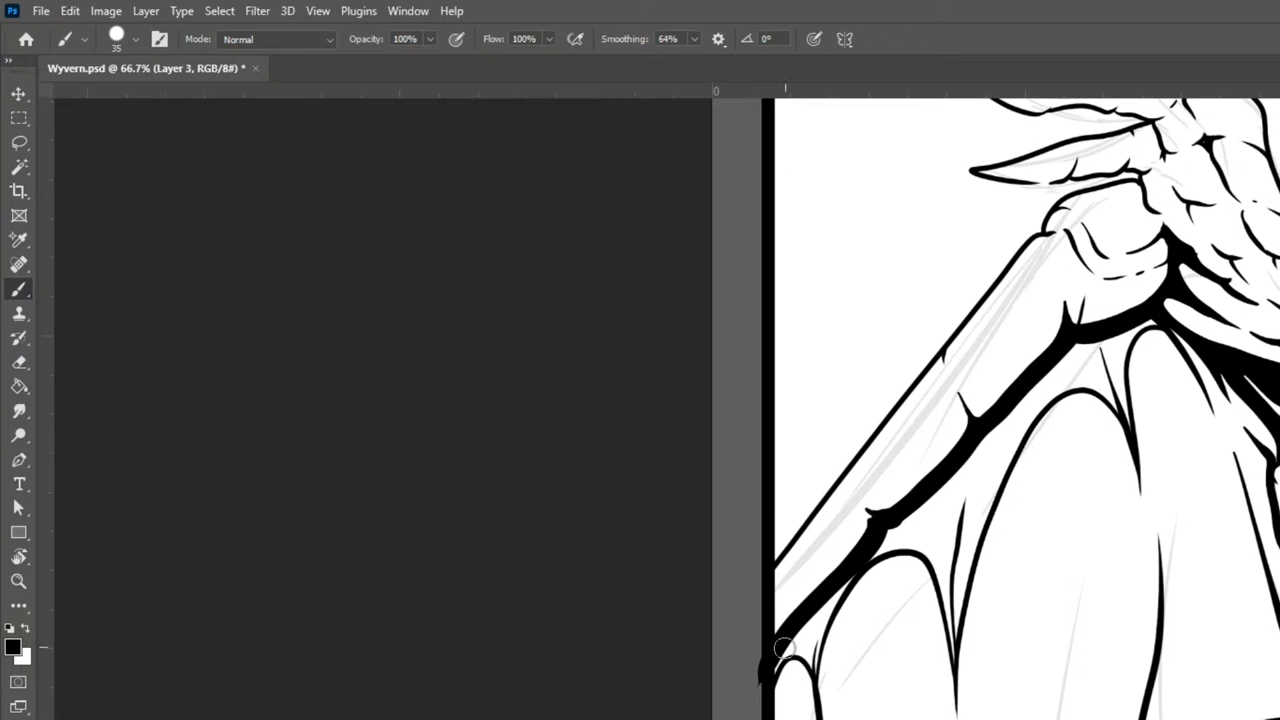 Ps File Edit Image Layer Type Select Filter 3D View Plugins Window Help
35 Mode: Normal Opacity: 100% Flow: 100% Smoothing: 64% 0°
Wyvern.psd @ 66.7% (Layer 3, RGB/8#) * ×
0